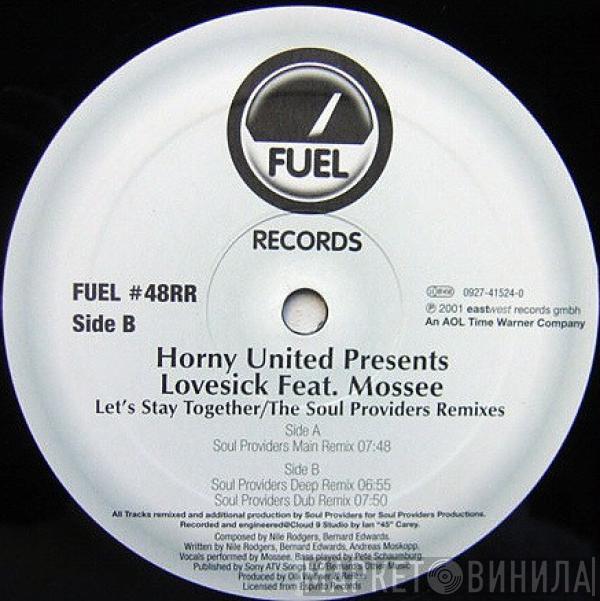 FUEL
RECORDS
FUEL #48RR
Side B
0927-41524-0
℗ 2001 eastwest records gmbh
An AOL Time Warner Company
Horny United Presents
Lovesick Feat. Mossee
Let's Stay Together/The Soul Providers Remixes
Side A
Soul Providers Main Remix 07:48
Side B
Soul Providers Deep Remix 06:55
Soul Providers Dub Remix 07:50
All Tracks remixed and additional production by Soul Providers for Soul Providers Productions.
Recorded and engineered@Cloud 9 Studio by Ian "45" Carey.
Composed by Nile Rodgers, Bernard Edwards.
Written by Nile Rodgers, Bernard Edwards, Andreas Moskopp.
Vocals performed by Mossee. Bass played by Pete Schaumburg.
Published by Sony ATV Songs LLC/Bernard's Other Music.
Produced by Olli
Licensed from Espirito Records
МАРКЕТ ВИНИЛА